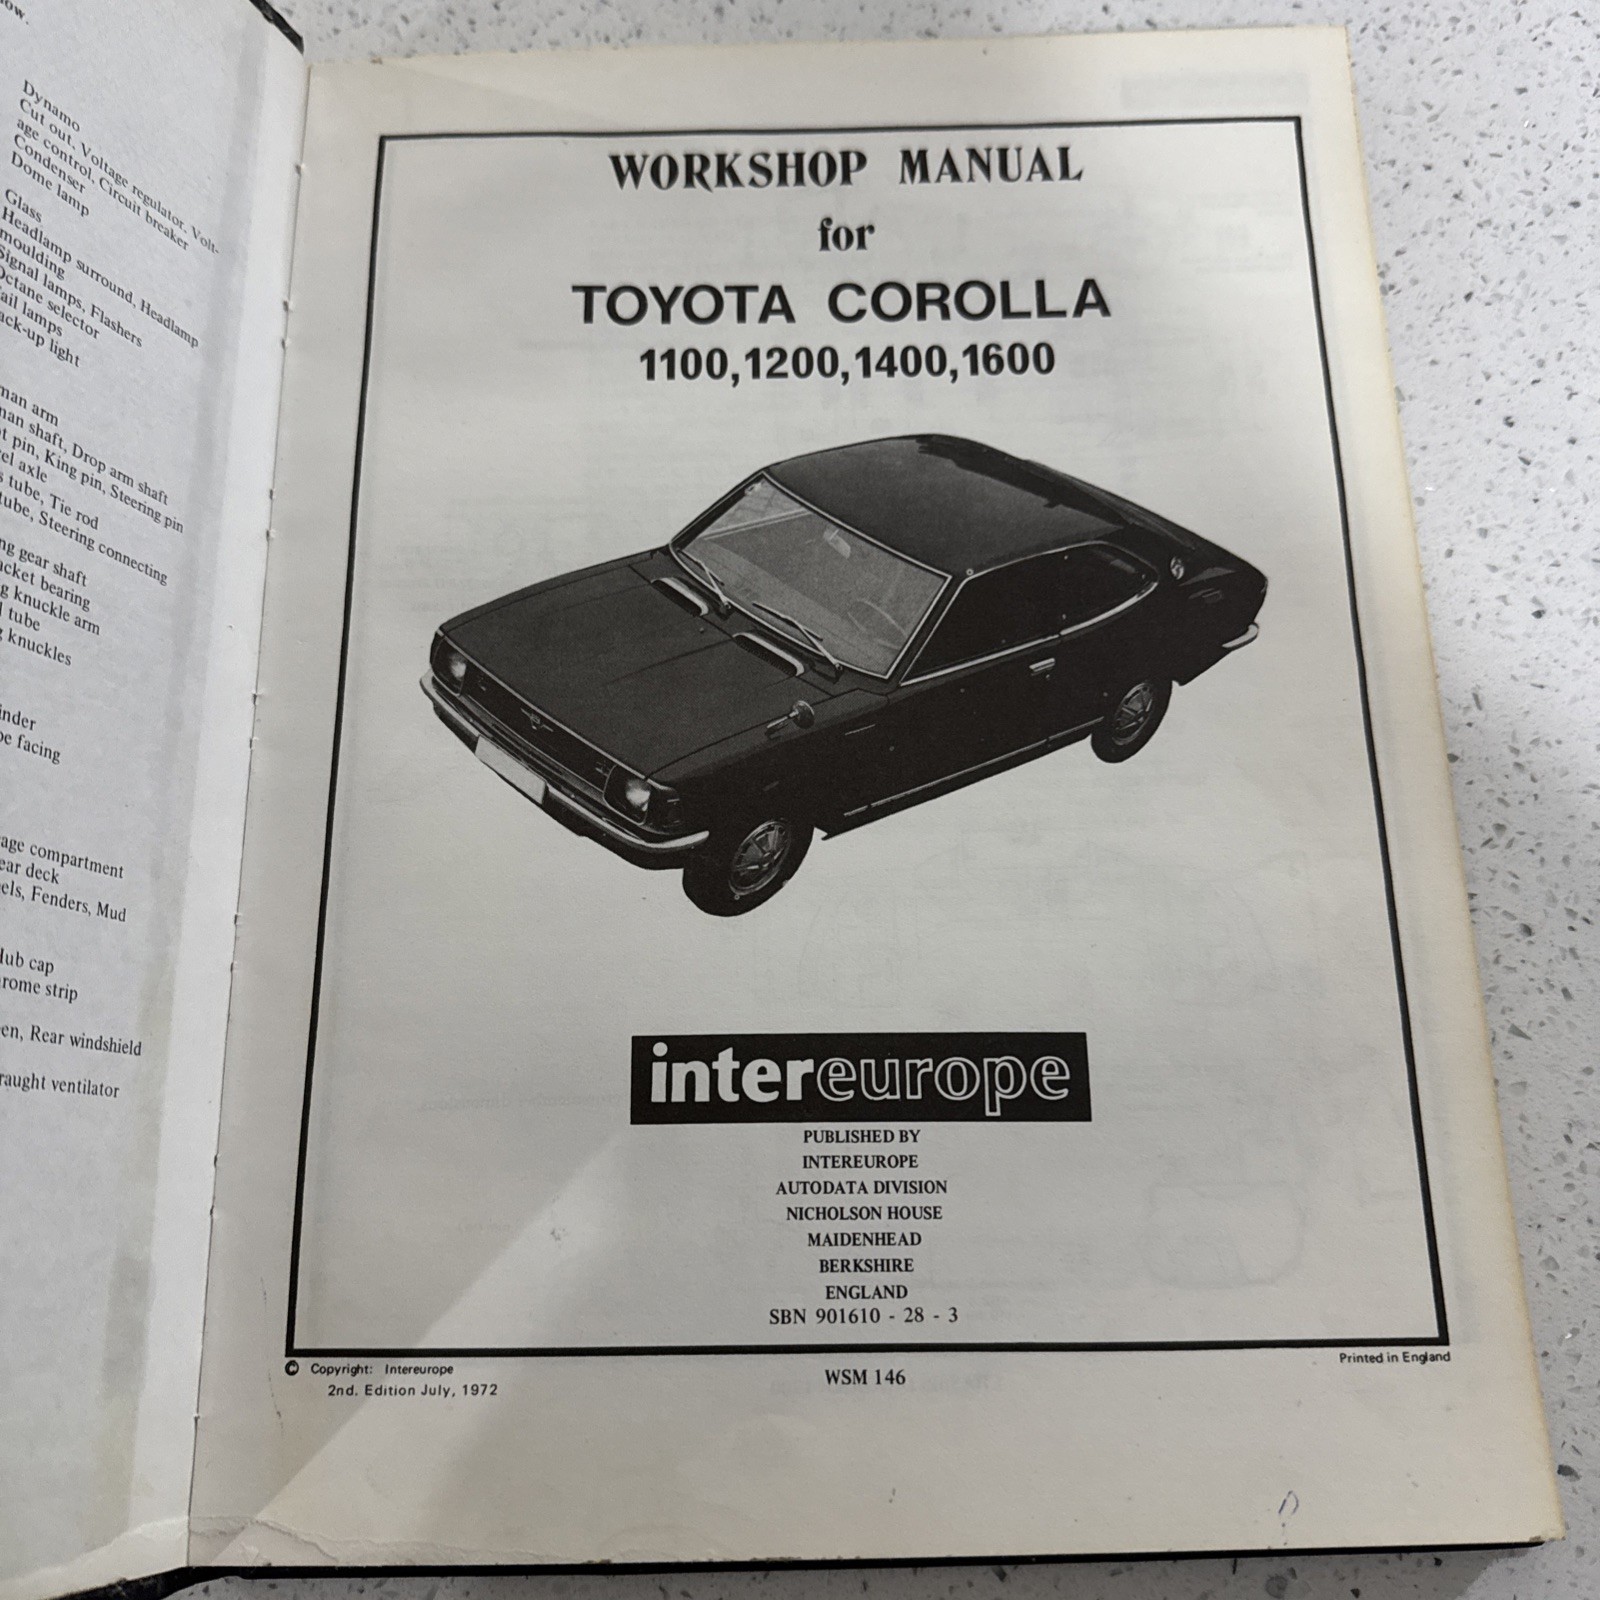 ow.
Dynamo
Cut out, Voltage regulator, Volt-
age control, Circuit breaker
Condenser
Dome lamp
Glass
Headlamp surround, Headlamp
moulding
Signal lamps, Flashers
Octane selector
ail lamps
ack-up light
man arm
man shaft, Drop arm shaft
t pin, King pin, Steering pin
el axle
s tube, Tie rod
tube, Steering connecting
ng gear shaft
acket bearing
g knuckle arm
l tube
g knuckles
inder
pe facing
age compartment
ear deck
els, Fenders, Mud
Hub cap
rome strip
en, Rear windshield
raught ventilator
WORKSHOP MANUAL
for
TOYOTA COROLLA
1100,1200,1400,1600
intereurope
PUBLISHED BY
INTEREUROPE
AUTODATA DIVISION
NICHOLSON HOUSE
MAIDENHEAD
BERKSHIRE
ENGLAND
SBN 901610 - 28 - 3
© Copyright: Intereurope
2nd. Edition July, 1972
WSM 146
Printed in England